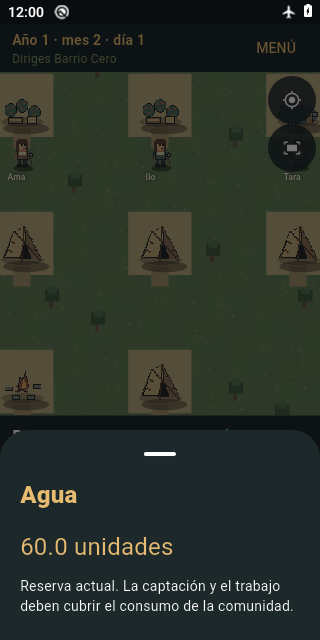 12:00
Año 1 · mes 2 · día 1
Diriges Barrio Cero
MENÚ
Ama
Ilo
Tara
Agua
60.0 unidades
Reserva actual. La captación y el trabajo
deben cubrir el consumo de la comunidad.